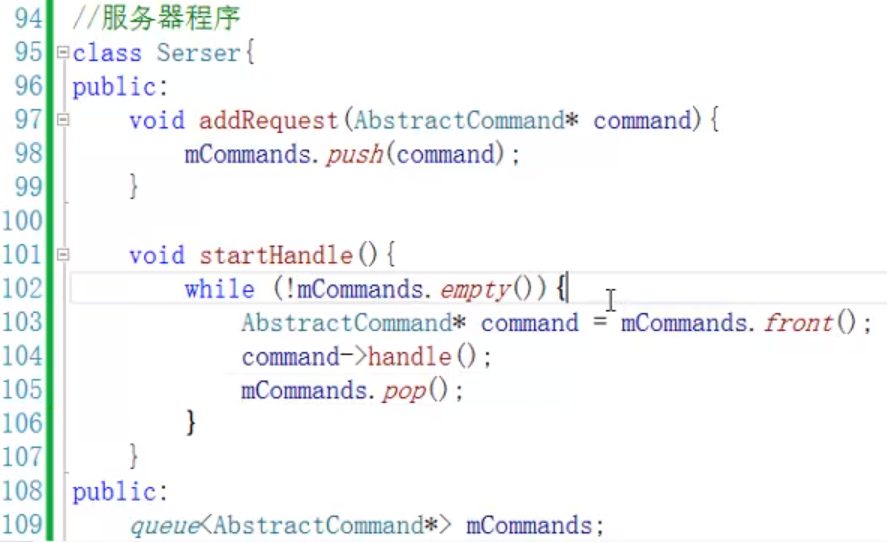 94 //服务器程序
95 class Serser{
96 public:
97 void addRequest(AbstractCommand* command){
98 mCommands.push(command);
99 }
100
101 void startHandle(){
102 while (!mCommands.empty()){
103 AbstractCommand* command = mCommands.front();
104 command->handle();
105 mCommands.pop();
106 }
107 }
108 public:
109 queue<AbstractCommand*> mCommands;